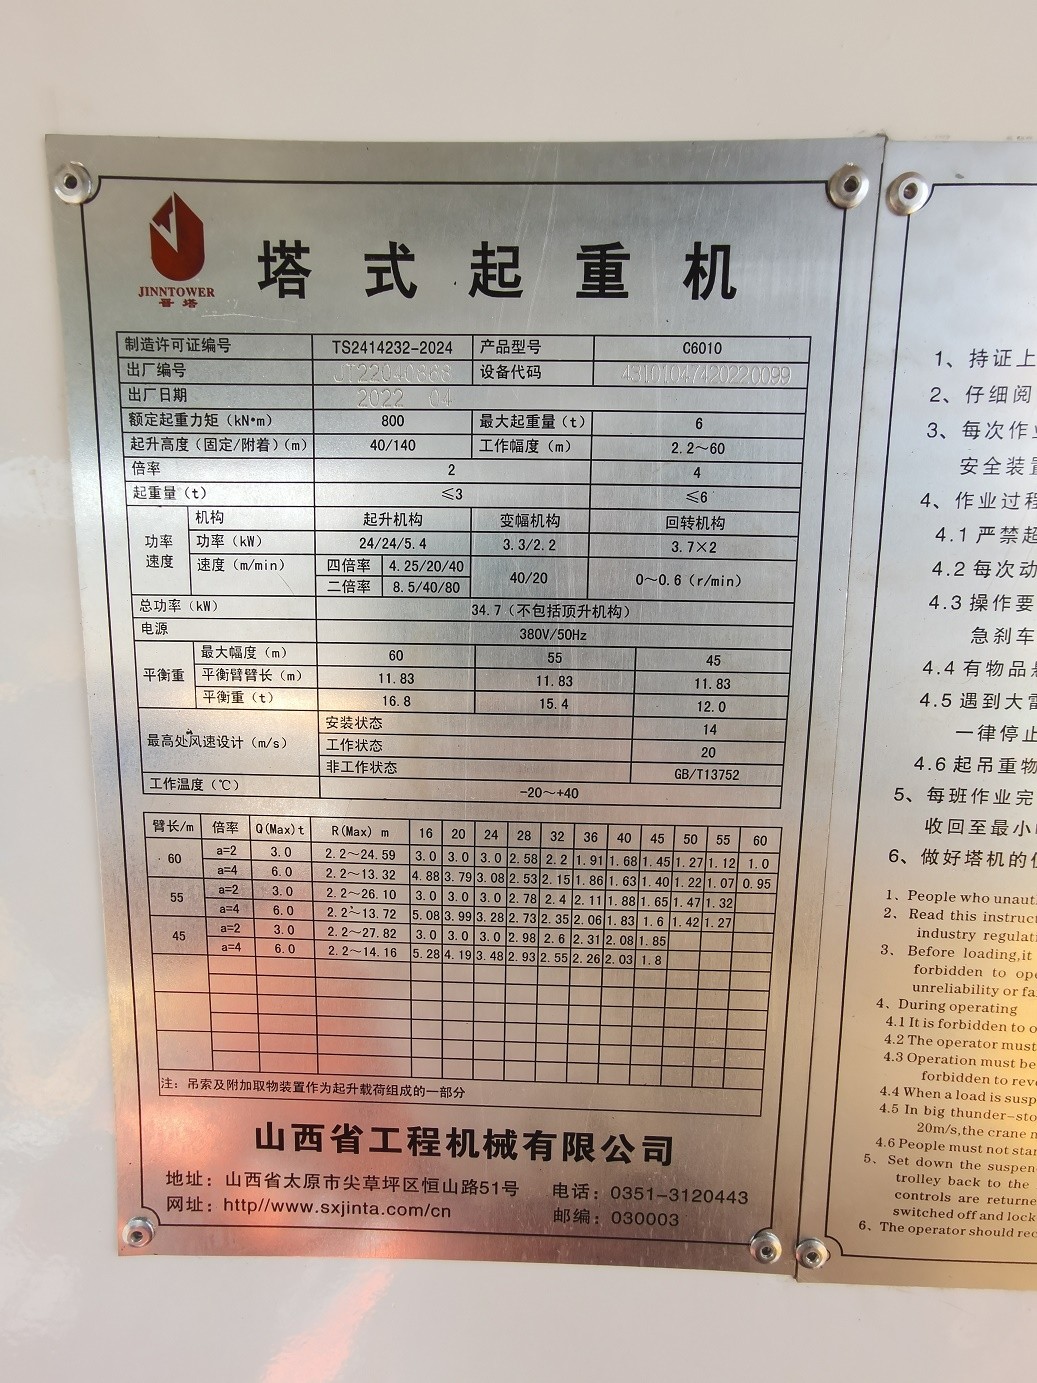 JINNTOWER
晋塔
塔式起重机
制造许可证编号 TS2414232-2024 产品型号 C6010
出厂编号 设备代码 43101047420220099
出厂日期 2022 04
额定起重力矩(kN•m) 800 最大起重量(t) 6
起升高度(固定/附着)(m) 40/140 工作幅度(m) 2.2～60
倍率 2 4
起重量(t) ≤3 ≤6
功率速度 机构 起升机构 变幅机构 回转机构
功率(kW) 24/24/5.4 3.3/2.2 3.7×2
速度(m/min) 四倍率 4.25/20/40 40/20 0～0.6(r/min)
二倍率 8.5/40/80
总功率(kW) 34.7(不包括顶升机构)
电源 380V/50Hz
平衡重 最大幅度(m) 60 55 45
平衡臂臂长(m) 11.83 11.83 11.83
平衡重(t) 16.8 15.4 12.0
最高处风速设计(m/s) 安装状态 14
工作状态 20
非工作状态 GB/T13752
工作温度(℃) -20～+40
臂长/m 倍率 Q(Max)t R(Max) m 16 20 24 28 32 36 40 45 50 55 60
60 a=2 3.0 2.2～24.59 3.0 3.0 3.0 2.58 2.2 1.91 1.68 1.45 1.27 1.12 1.0
a=4 6.0 2.2～13.32 4.88 3.79 3.08 2.53 2.15 1.86 1.63 1.40 1.22 1.07 0.95
55 a=2 3.0 2.2～26.10 3.0 3.0 3.0 2.78 2.4 2.11 1.88 1.65 1.47 1.32
a=4 6.0 2.2～13.72 5.08 3.99 3.28 2.73 2.35 2.06 1.83 1.6 1.42 1.27
45 a=2 3.0 2.2～27.82 3.0 3.0 3.0 2.98 2.6 2.31 2.08 1.85
a=4 6.0 2.2～14.16 5.28 4.19 3.48 2.93 2.55 2.26 2.03 1.8
注：吊索及附加取物装置作为起升载荷组成的一部分
山西省工程机械有限公司
地址：山西省太原市尖草坪区恒山路51号 电话：0351-3120443
网址：http//www.sxjinta.com/cn 邮编：030003
1、持证上
2、仔细阅
3、每次作业
安全装置
4、作业过程
4.1 严禁超
4.2 每次动
4.3 操作要
急刹车
4.4 有物品悬
4.5 遇到大雷
一律停止
4.6 起吊重物
5、每班作业完
收回至最小
6、做好塔机的
1、People who unaut
2、Read this instruct
industry regulati
3、Before loading,it
forbidden to ope
unreliability or fa
4、During operating
4.1 It is forbidden to o
4.2 The operator must
4.3 Operation must be
forbidden to reve
4.4 When a load is susp
4.5 In big thunder-sto
20m/s,the crane m
4.6 People must not stan
5、Set down the suspen
trolley back to the
controls are returne
switched off and lock
6、The operator should rec